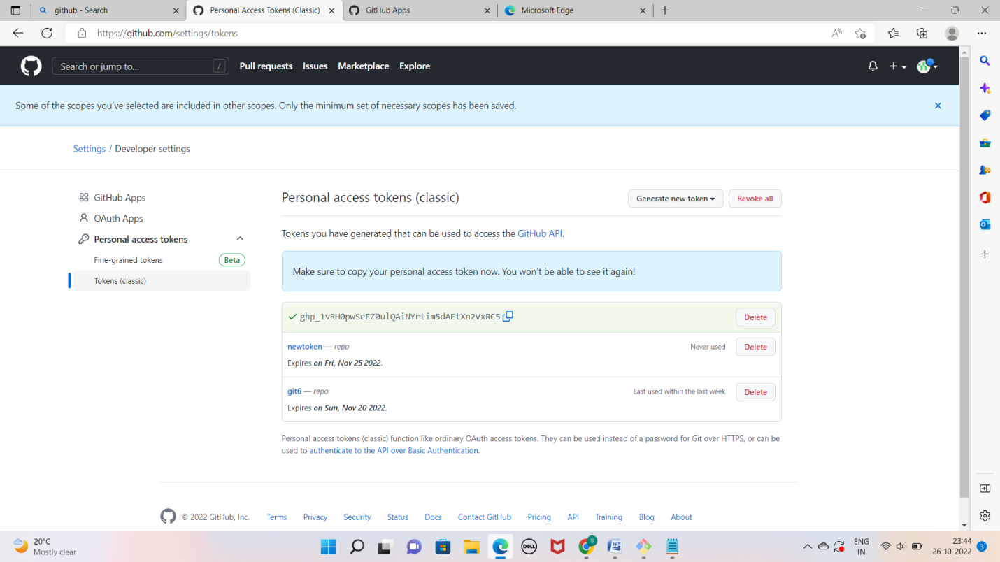 github - Search
Personal Access Tokens (Classic)
GitHub Apps
Microsoft Edge
https://github.com/settings/tokens
Search or jump to...
/
Pull requests
Issues
Marketplace
Explore
Some of the scopes you've selected are included in other scopes. Only the minimum set of necessary scopes has been saved.
Settings / Developer settings
GitHub Apps
OAuth Apps
Personal access tokens
Fine-grained tokens
Beta
Tokens (classic)
Personal access tokens (classic)
Generate new token
Revoke all
Tokens you have generated that can be used to access the GitHub API.
Make sure to copy your personal access token now. You won't be able to see it again!
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
Delete
newtoken — repo
Never used
Delete
Expires on Fri, Nov 25 2022.
git6 — repo
Last used within the last week
Delete
Expires on Sun, Nov 20 2022.
Personal access tokens (classic) function like ordinary OAuth access tokens. They can be used instead of a password for Git over HTTPS, or can be
used to authenticate to the API over Basic Authentication.
© 2022 GitHub, Inc.
Terms
Privacy
Security
Status
Docs
Contact GitHub
Pricing
API
Training
Blog
About
20°C
Mostly clear
DELL
S
ENG
IN
23:44
26-10-2022
3